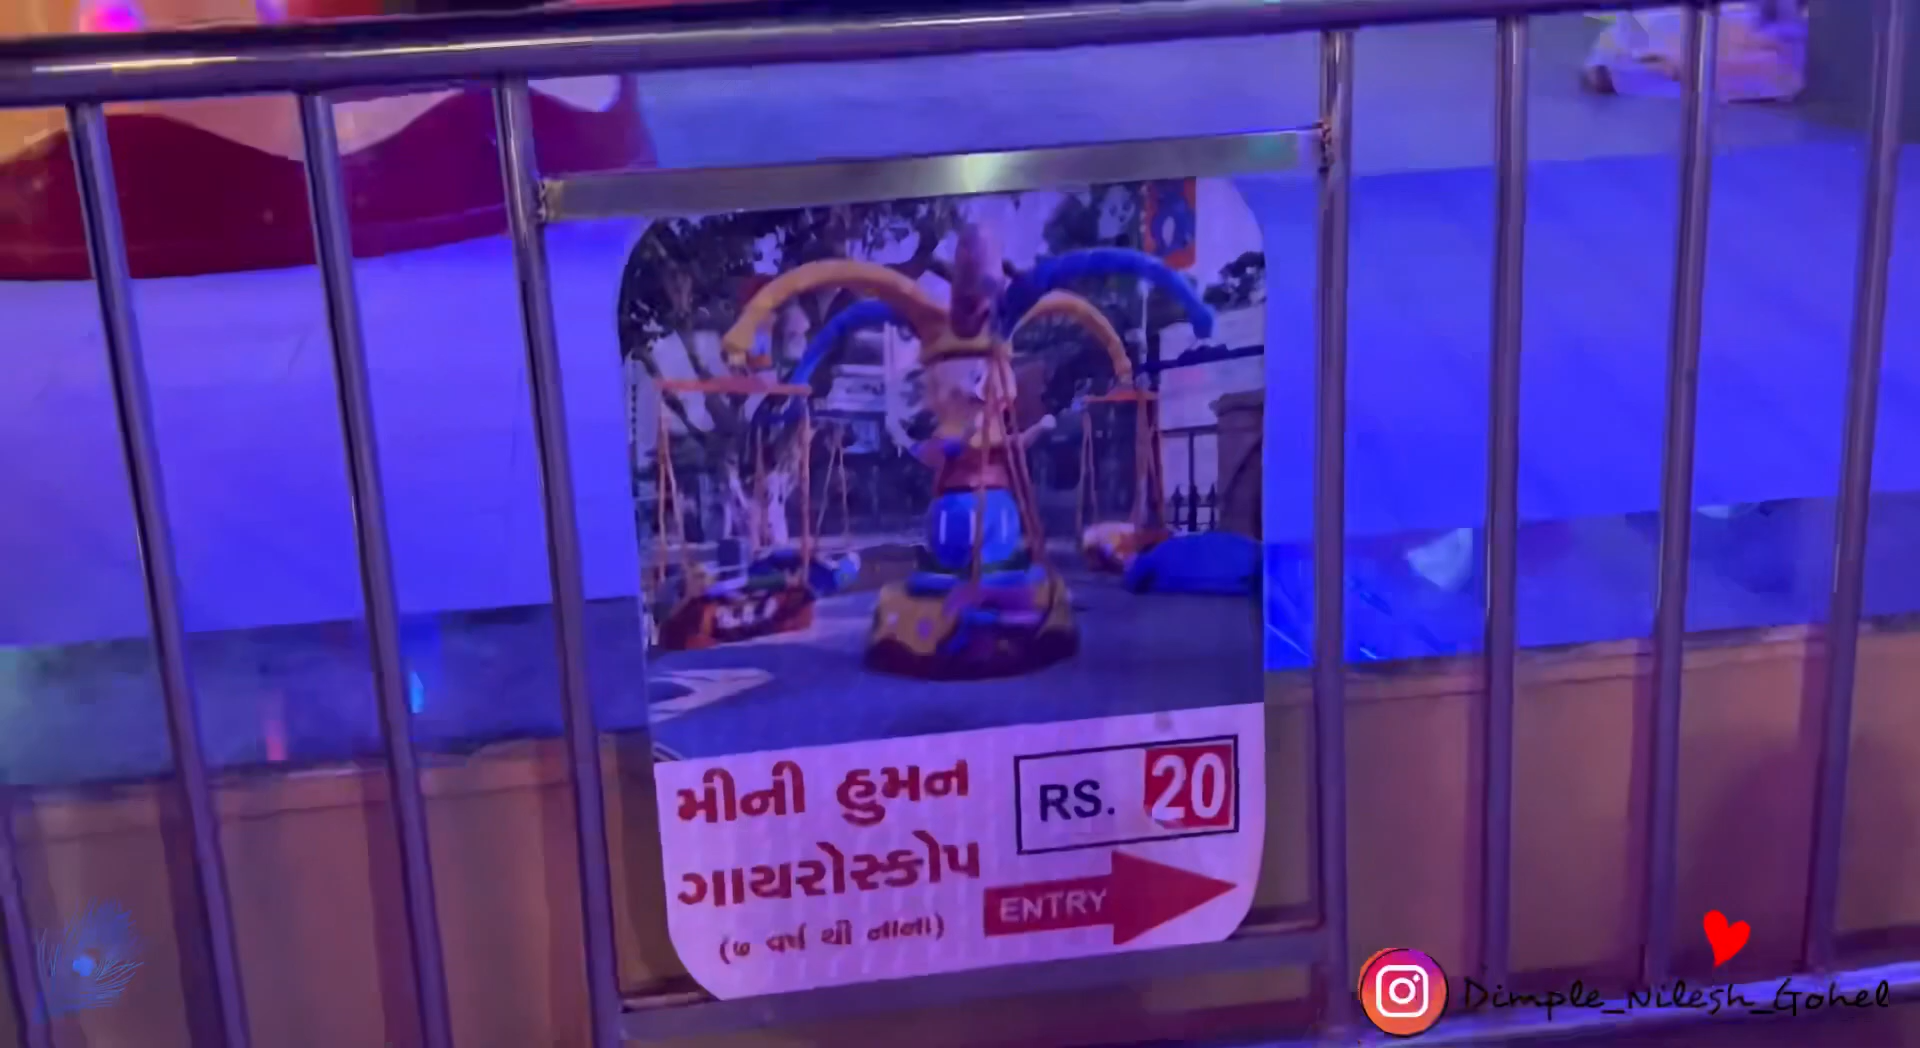 મીની હુમન
ગાયરોસ્કોપ
(૭ વર્ષ થી નાના)
RS. 20
ENTRY
Dimple_Nilesh_Gohel